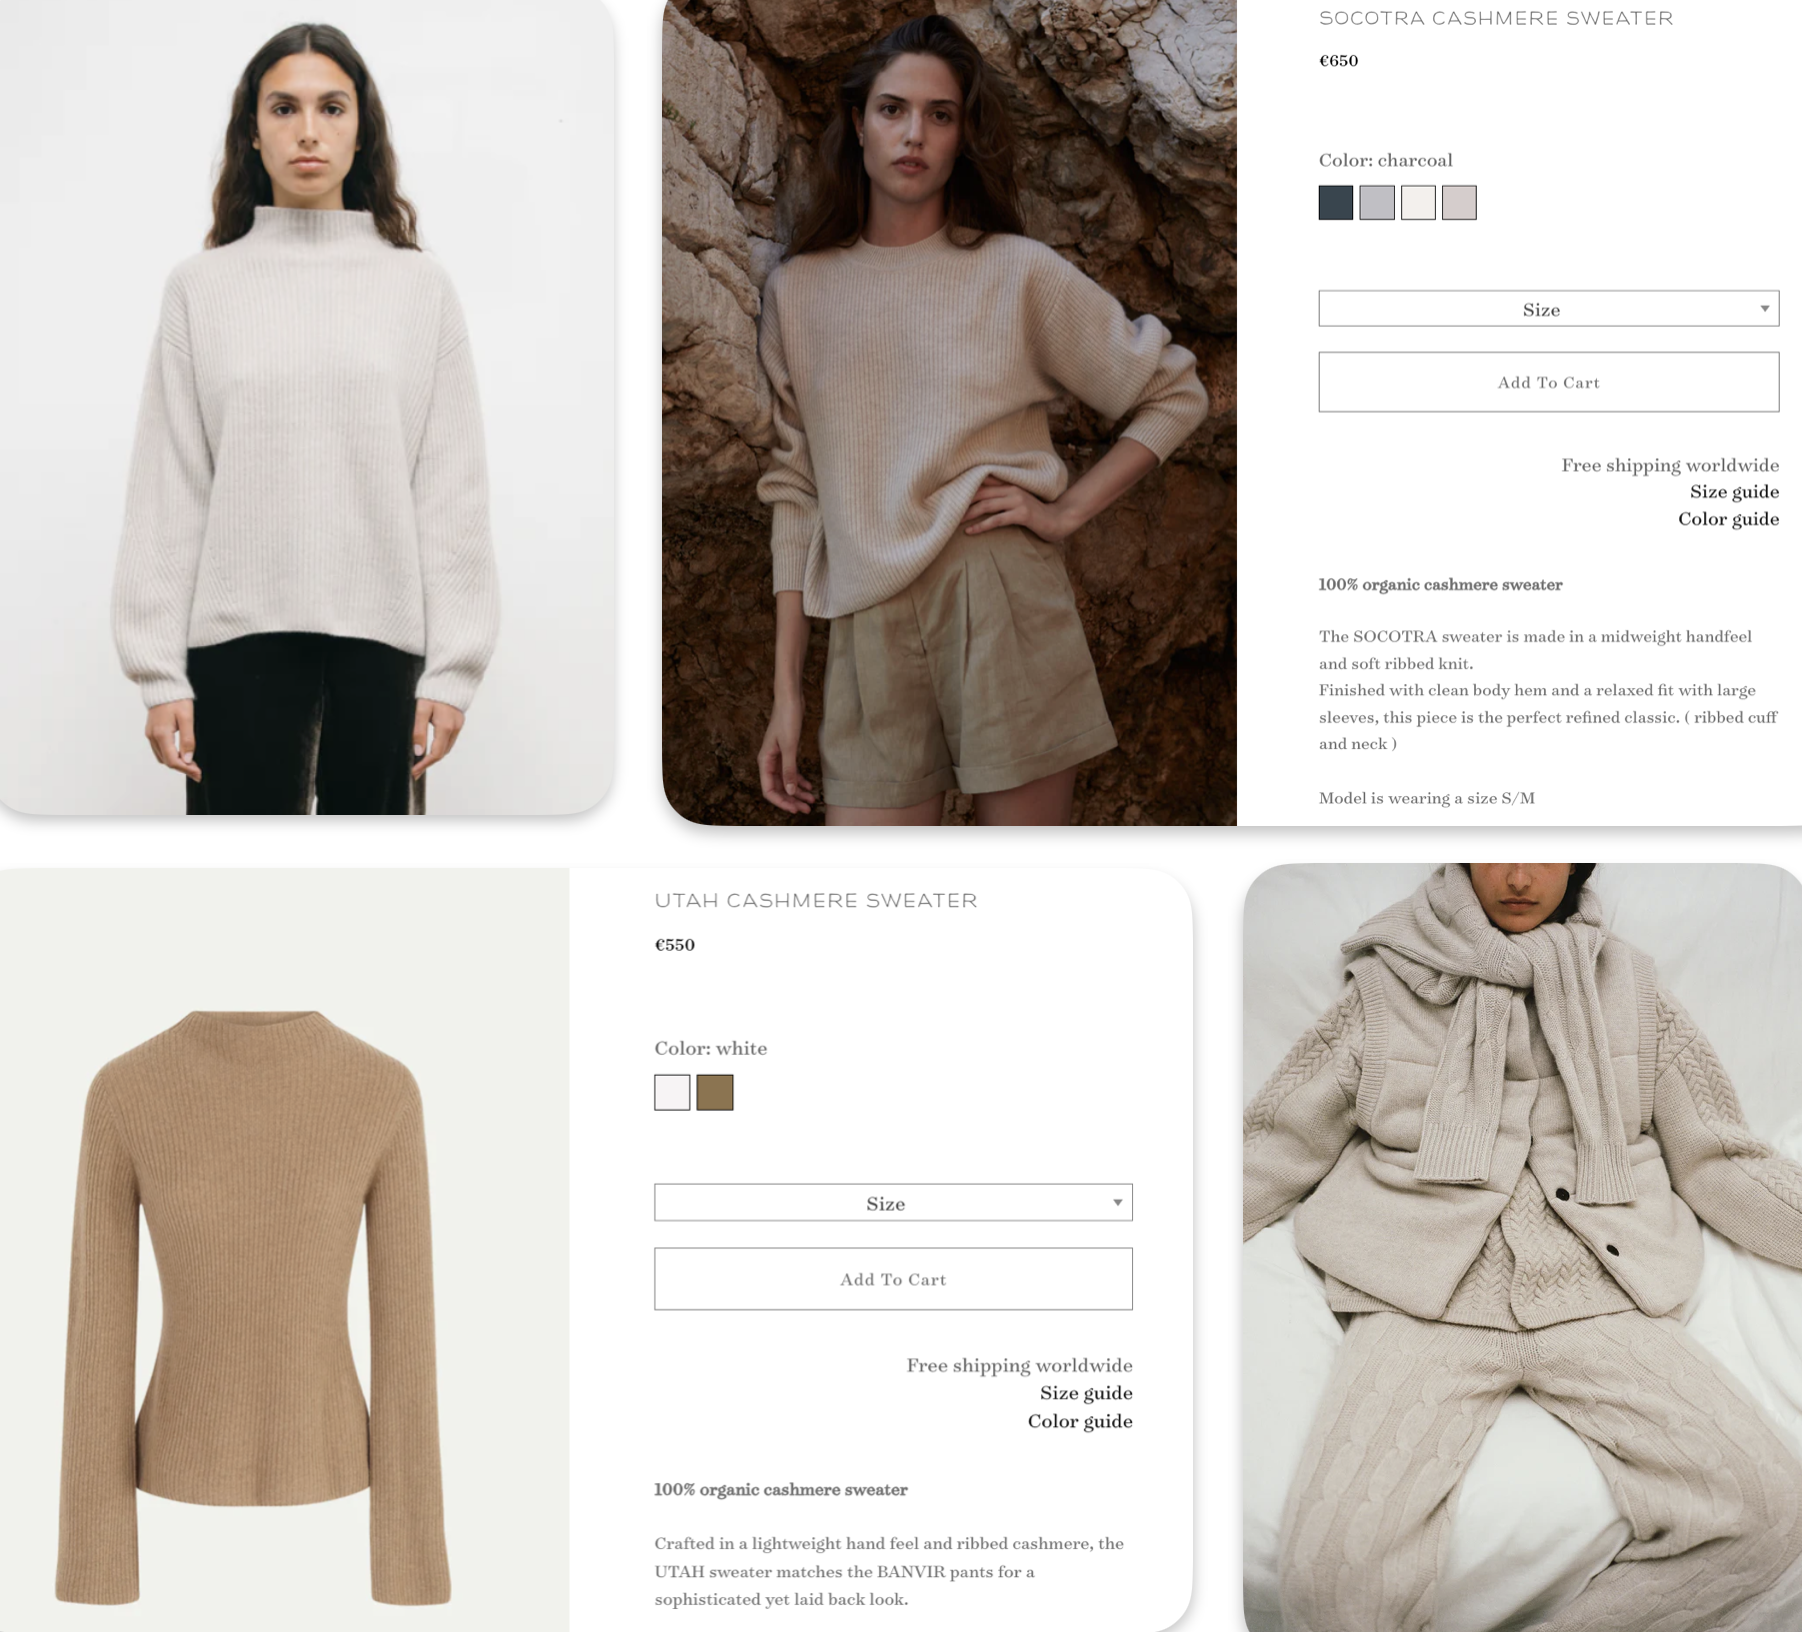 SOCOTRA CASHMERE SWEATER
€650
Color: charcoal
Size
Add To Cart
Free shipping worldwide
Size guide
Color guide
100% organic cashmere sweater
The SOCOTRA sweater is made in a midweight handfeel
and soft ribbed knit.
Finished with clean body hem and a relaxed fit with large
sleeves, this piece is the perfect refined classic. ( ribbed cuff
and neck )
Model is wearing a size S/M
UTAH CASHMERE SWEATER
€550
Color: white
Size
Add To Cart
Free shipping worldwide
Size guide
Color guide
100% organic cashmere sweater
Crafted in a lightweight hand feel and ribbed cashmere, the
UTAH sweater matches the BANVIR pants for a
sophisticated yet laid back look.